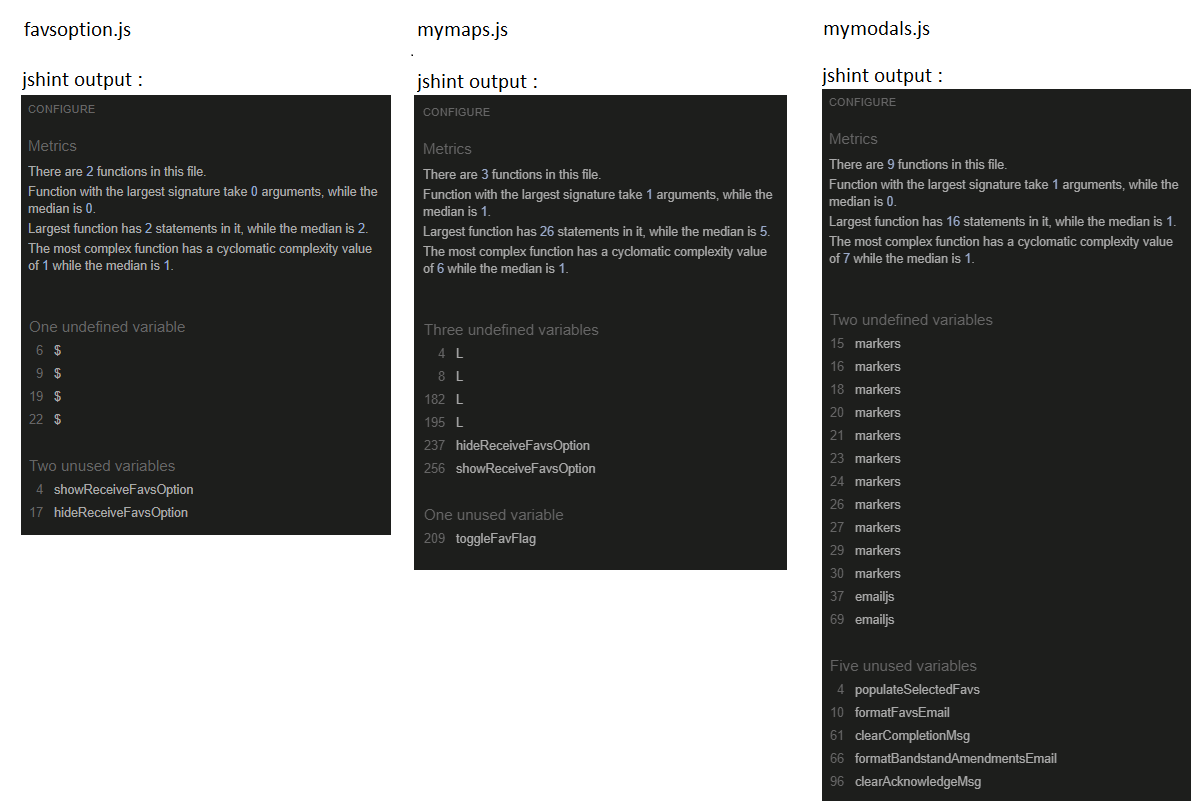 favsoption.js
jshint output :
CONFIGURE
Metrics
There are 2 functions in this file.
Function with the largest signature take 0 arguments, while the
median is 0.
Largest function has 2 statements in it, while the median is 2.
The most complex function has a cyclomatic complexity value
of 1 while the median is 1.
One undefined variable
6 $
9 $
19 $
22 $
Two unused variables
4 showReceiveFavsOption
17 hideReceiveFavsOption
mymaps.js
.
jshint output :
CONFIGURE
Metrics
There are 3 functions in this file.
Function with the largest signature take 1 arguments, while the
median is 1.
Largest function has 26 statements in it, while the median is 5.
The most complex function has a cyclomatic complexity value
of 6 while the median is 1.
Three undefined variables
4 L
8 L
182 L
195 L
237 hideReceiveFavsOption
256 showReceiveFavsOption
One unused variable
209 toggleFavFlag
mymodals.js
jshint output :
CONFIGURE
Metrics
There are 9 functions in this file.
Function with the largest signature take 1 arguments, while the
median is 0.
Largest function has 16 statements in it, while the median is 1.
The most complex function has a cyclomatic complexity value
of 7 while the median is 1.
Two undefined variables
15 markers
16 markers
18 markers
20 markers
21 markers
23 markers
24 markers
26 markers
27 markers
29 markers
30 markers
37 emailjs
69 emailjs
Five unused variables
4 populateSelectedFavs
10 formatFavsEmail
61 clearCompletionMsg
66 formatBandstandAmendmentsEmail
96 clearAcknowledgeMsg